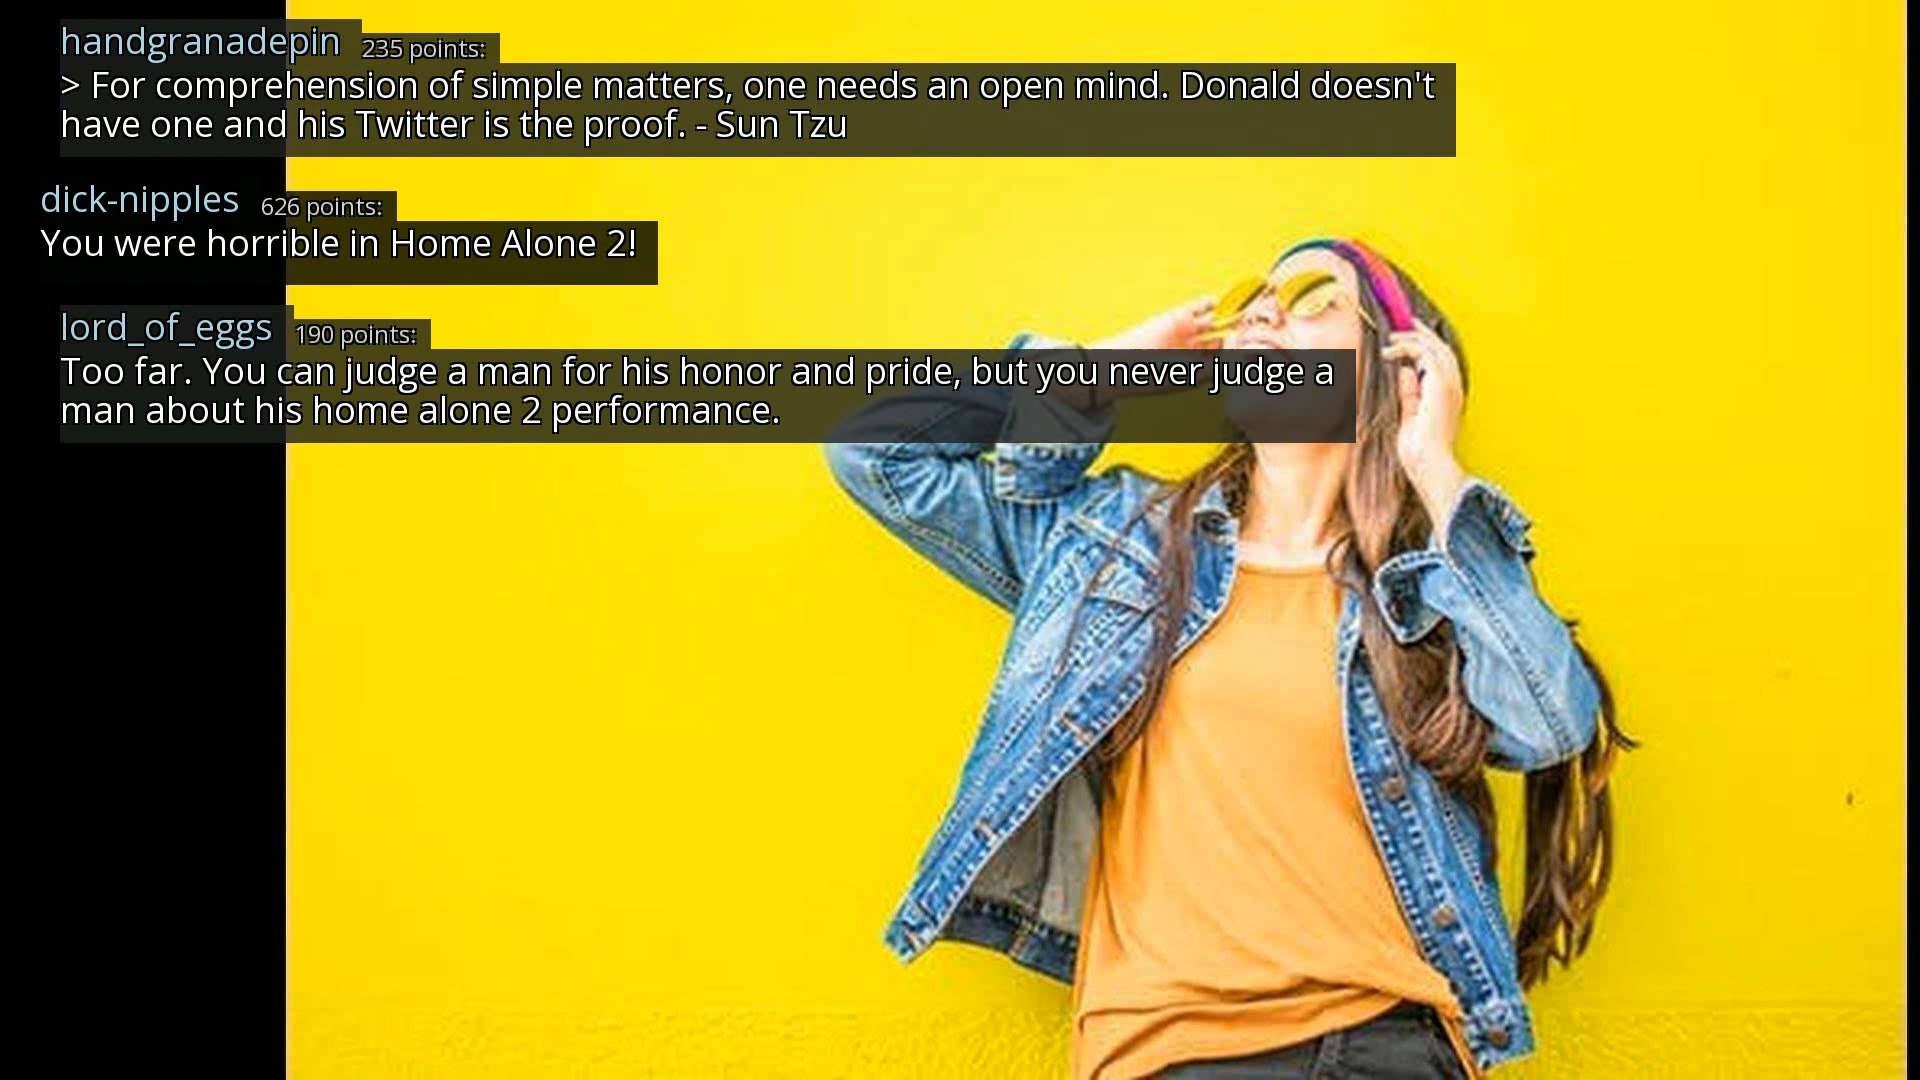 handgranadepin 235 points:
> For comprehension of simple matters, one needs an open mind. Donald doesn't
have one and his Twitter is the proof. - Sun Tzu
dick-nipples 626 points:
You were horrible in Home Alone 2!
lord_of_eggs 190 points:
Too far. You can judge a man for his honor and pride, but you never judge a
man about his home alone 2 performance.